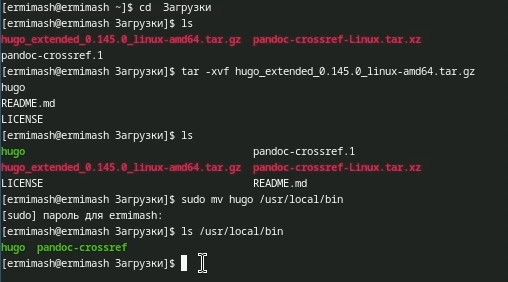 [ermimash@ermimash ~]$ cd  Загрузки
[ermimash@ermimash Загрузки]$ ls
hugo_extended_0.145.0_linux-amd64.tar.gz  pandoc-crossref-Linux.tar.xz
pandoc-crossref.1
[ermimash@ermimash Загрузки]$ tar -xvf hugo_extended_0.145.0_linux-amd64.tar.gz
hugo
README.md
LICENSE
[ermimash@ermimash Загрузки]$ ls
hugo                                      pandoc-crossref.1
hugo_extended_0.145.0_linux-amd64.tar.gz  pandoc-crossref-Linux.tar.xz
LICENSE                                   README.md
[ermimash@ermimash Загрузки]$ sudo mv hugo /usr/local/bin
[sudo] пароль для ermimash:
[ermimash@ermimash Загрузки]$ ls /usr/local/bin
hugo  pandoc-crossref
[ermimash@ermimash Загрузки]$